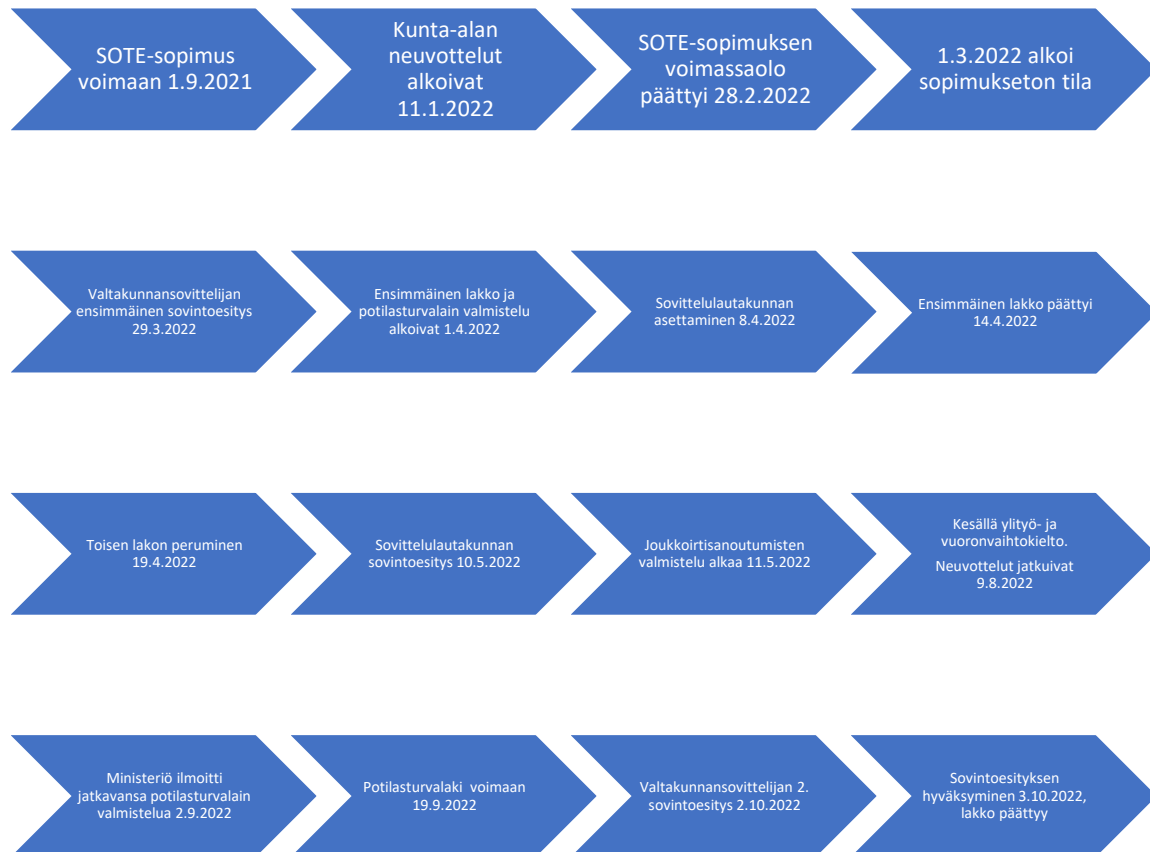 SOTE-sopimus
voimaan 1.9.2021
Kunta-alan
neuvottelut
alkoivat
11.1.2022
SOTE-sopimuksen
voimassaolo
päättyi 28.2.2022
1.3.2022 alkoi
sopimukseton tila
Valtakunnansovittelijan
ensimmäinen sovintoesitys
29.3.2022
Ensimmäinen lakko ja
potilasturvalain valmistelu
alkoivat 1.4.2022
Sovittelulautakunnan
asettaminen 8.4.2022
Ensimmäinen lakko päättyi
14.4.2022
Toisen lakon peruminen
19.4.2022
Sovittelulautakunnan
sovintoesitys 10.5.2022
Joukkoirtisanoutumisten
valmistelu alkaa 11.5.2022
Kesällä ylityö- ja
vuoronvaihtokielto.
Neuvottelut jatkuivat
9.8.2022
Ministeriö ilmoitti
jatkavansa potilasturvalain
valmistelua 2.9.2022
Potilasturvalaki voimaan
19.9.2022
Valtakunnansovittelijan 2.
sovintoesitys 2.10.2022
Sovintoesityksen
hyväksyminen 3.10.2022,
lakko päättyy